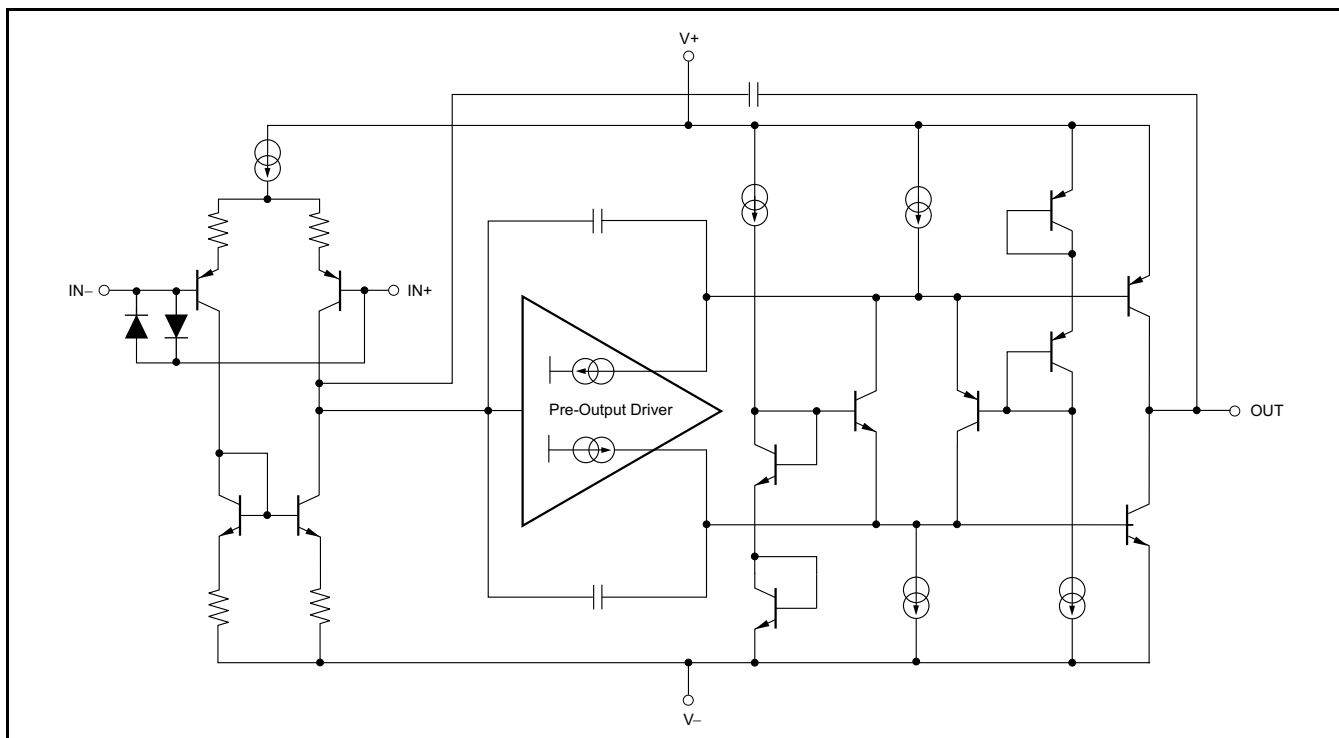 V+
IN–
IN+
Pre-Output Driver
OUT
V–